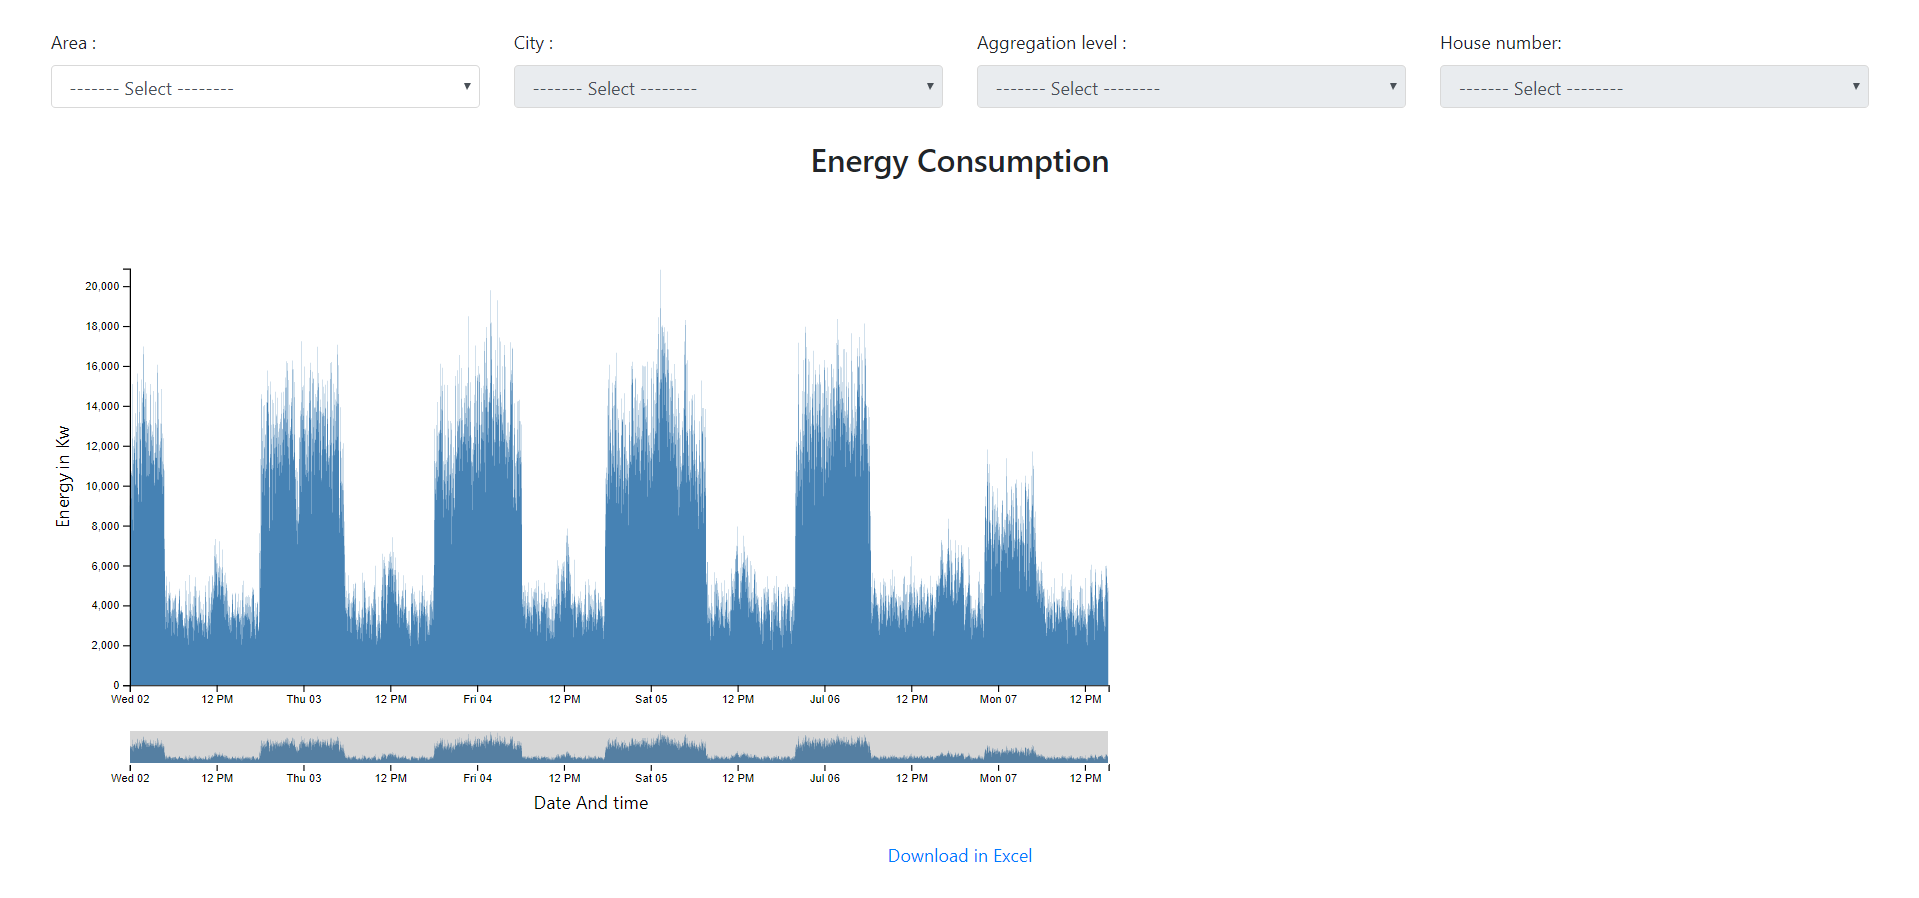 Area :
City :
Aggregation level :
House number:
------- Select --------
------- Select --------
------- Select --------
------- Select --------
Energy Consumption
20,000
18,000
16,000
14,000
12,000
10,000
8,000
6,000
4,000
2,000
0
Energy in Kw
Wed 02 12 PM Thu 03 12 PM Fri 04 12 PM Sat 05 12 PM Jul 06 12 PM Mon 07 12 PM
Wed 02 12 PM Thu 03 12 PM Fri 04 12 PM Sat 05 12 PM Jul 06 12 PM Mon 07 12 PM
Date And time
Download in Excel